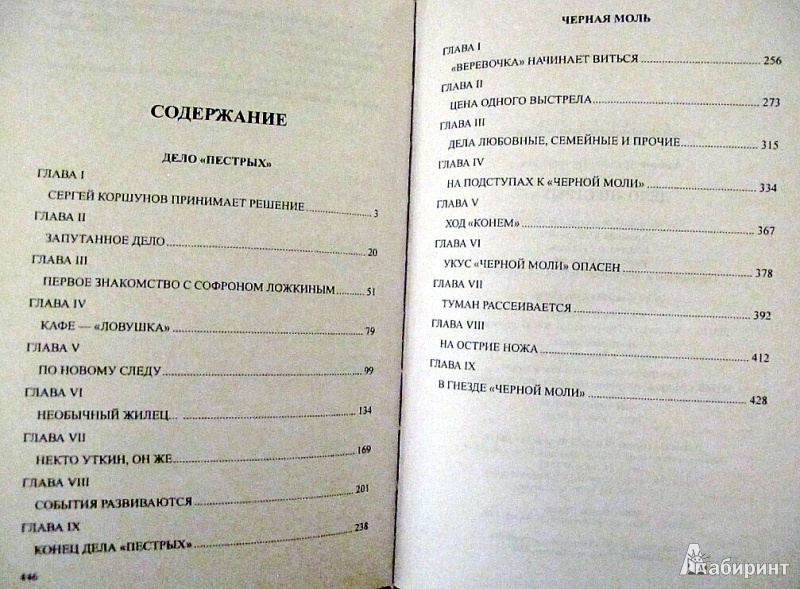 СОДЕРЖАНИЕ
ДЕЛО «ПЕСТРЫХ»
ГЛАВА I
СЕРГЕЙ КОРШУНОВ ПРИНИМАЕТ РЕШЕНИЕ 3
ГЛАВА II
ЗАПУТАННОЕ ДЕЛО 20
ГЛАВА III
ПЕРВОЕ ЗНАКОМСТВО С СОФРОНОМ ЛОЖКИНЫМ 51
ГЛАВА IV
КАФЕ — «ЛОВУШКА» 79
ГЛАВА V
ПО НОВОМУ СЛЕДУ 99
ГЛАВА VI
НЕОБЫЧНЫЙ ЖИЛЕЦ... 134
ГЛАВА VII
НЕКТО УТКИН, ОН ЖЕ... 169
ГЛАВА VIII
СОБЫТИЯ РАЗВИВАЮТСЯ 201
ГЛАВА IX
КОНЕЦ ДЕЛА «ПЕСТРЫХ» 238
446
ЧЕРНАЯ МОЛЬ
ГЛАВА I
«ВЕРЕВОЧКА» НАЧИНАЕТ ВИТЬСЯ 256
ГЛАВА II
ЦЕНА ОДНОГО ВЫСТРЕЛА 273
ГЛАВА III
ДЕЛА ЛЮБОВНЫЕ, СЕМЕЙНЫЕ И ПРОЧИЕ 315
ГЛАВА IV
НА ПОДСТУПАХ К «ЧЕРНОЙ МОЛИ» 334
ГЛАВА V
ХОД «КОНЕМ» 367
ГЛАВА VI
УКУС «ЧЕРНОЙ МОЛИ» ОПАСЕН 378
ГЛАВА VII
ТУМАН РАССЕИВАЕТСЯ 392
ГЛАВА VIII
НА ОСТРИЕ НОЖА 412
ГЛАВА IX
В ГНЕЗДЕ «ЧЕРНОЙ МОЛИ» 428
Лабиринт